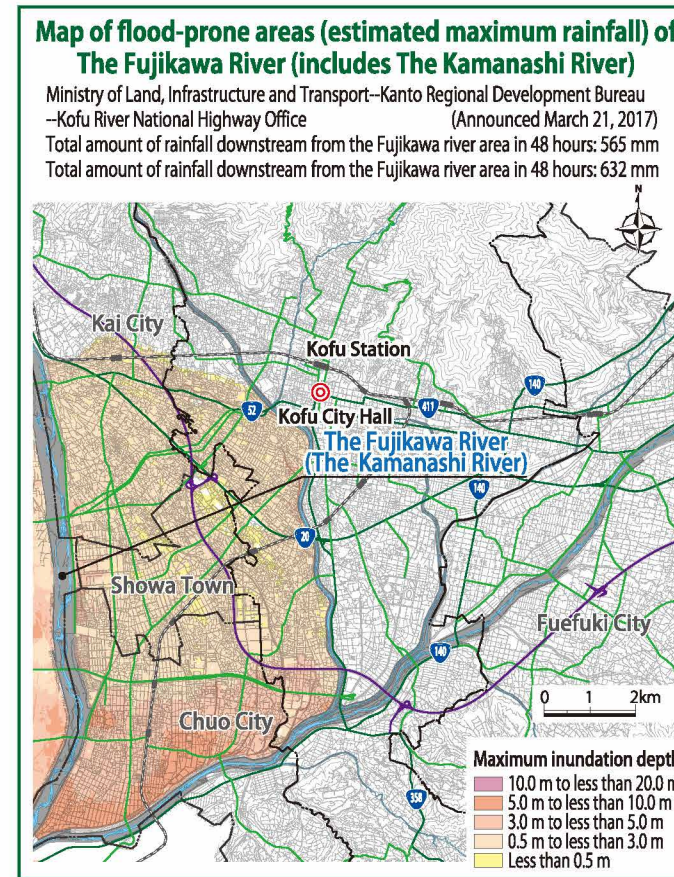 Map of flood-prone areas (estimated maximum rainfall) of
The Fujikawa River (includes The Kamanashi River)
Ministry of Land, Infrastructure and Transport--Kanto Regional Development Bureau
--Kofu River National Highway Office (Announced March 21, 2017)
Total amount of rainfall downstream from the Fujikawa river area in 48 hours: 565 mm
Total amount of rainfall downstream from the Fujikawa river area in 48 hours: 632 mm
N
Kai City
Kofu Station
140
52
Kofu City Hall
411
The Fujikawa River
(The Kamanashi River)
140
20
Showa Town
Fuefuki City
140
0 1 2km
Chuo City
358
Maximum inundation depth
10.0 m to less than 20.0 m
5.0 m to less than 10.0 m
3.0 m to less than 5.0 m
0.5 m to less than 3.0 m
Less than 0.5 m